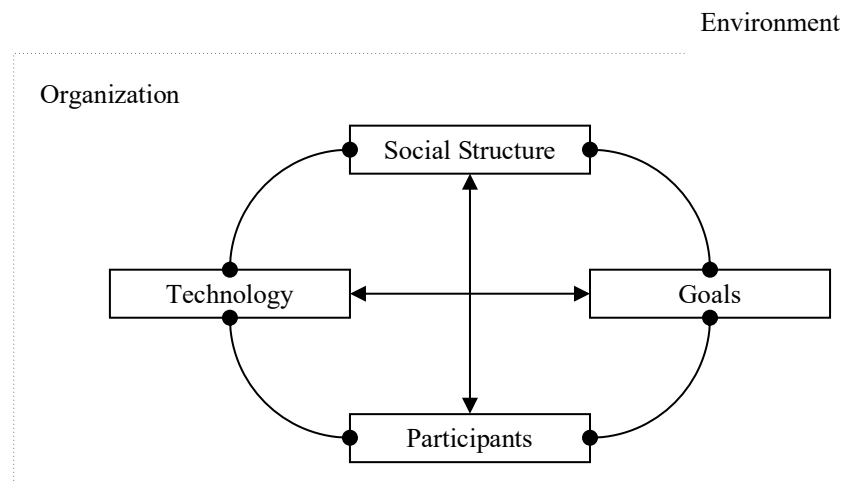 Environment
Organization
Social Structure
Technology
Goals
Participants